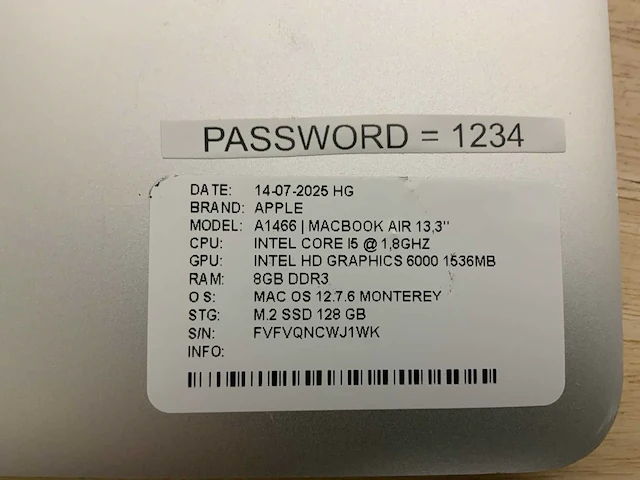 PASSWORD = 1234
DATE: 14-07-2025 HG
BRAND: APPLE
MODEL: A1466 | MACBOOK AIR 13,3"
CPU: INTEL CORE I5 @ 1,8GHZ
GPU: INTEL HD GRAPHICS 6000 1536MB
RAM: 8GB DDR3
OS: MAC OS 12.7.6 MONTEREY
STG: M.2 SSD 128 GB
S/N: FVFVQNCWJ1WK
INFO: